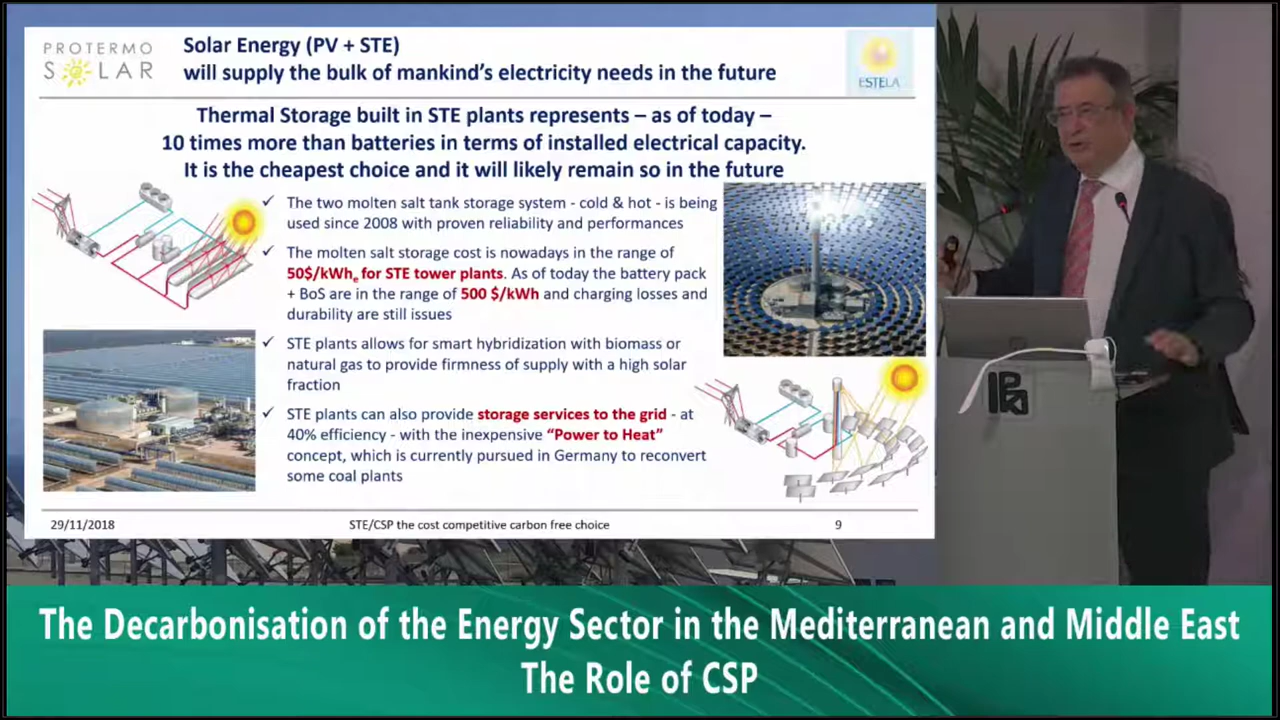 PROTERMO
SOLAR
Solar Energy (PV + STE)
will supply the bulk of mankind's electricity needs in the future
ESTELA
Thermal Storage built in STE plants represents – as of today –
10 times more than batteries in terms of installed electrical capacity.
It is the cheapest choice and it will likely remain so in the future
✓ The two molten salt tank storage system - cold & hot - is being
used since 2008 with proven reliability and performances
✓ The molten salt storage cost is nowadays in the range of
50$/kWhe for STE tower plants. As of today the battery pack
+ BoS are in the range of 500 $/kWh and charging losses and
durability are still issues
✓ STE plants allows for smart hybridization with biomass or
natural gas to provide firmness of supply with a high solar
fraction
✓ STE plants can also provide storage services to the grid - at
40% efficiency - with the inexpensive “Power to Heat”
concept, which is currently pursued in Germany to reconvert
some coal plants
29/11/2018
STE/CSP the cost competitive carbon free choice
9
The Decarbonisation of the Energy Sector in the Mediterranean and Middle East
The Role of CSP